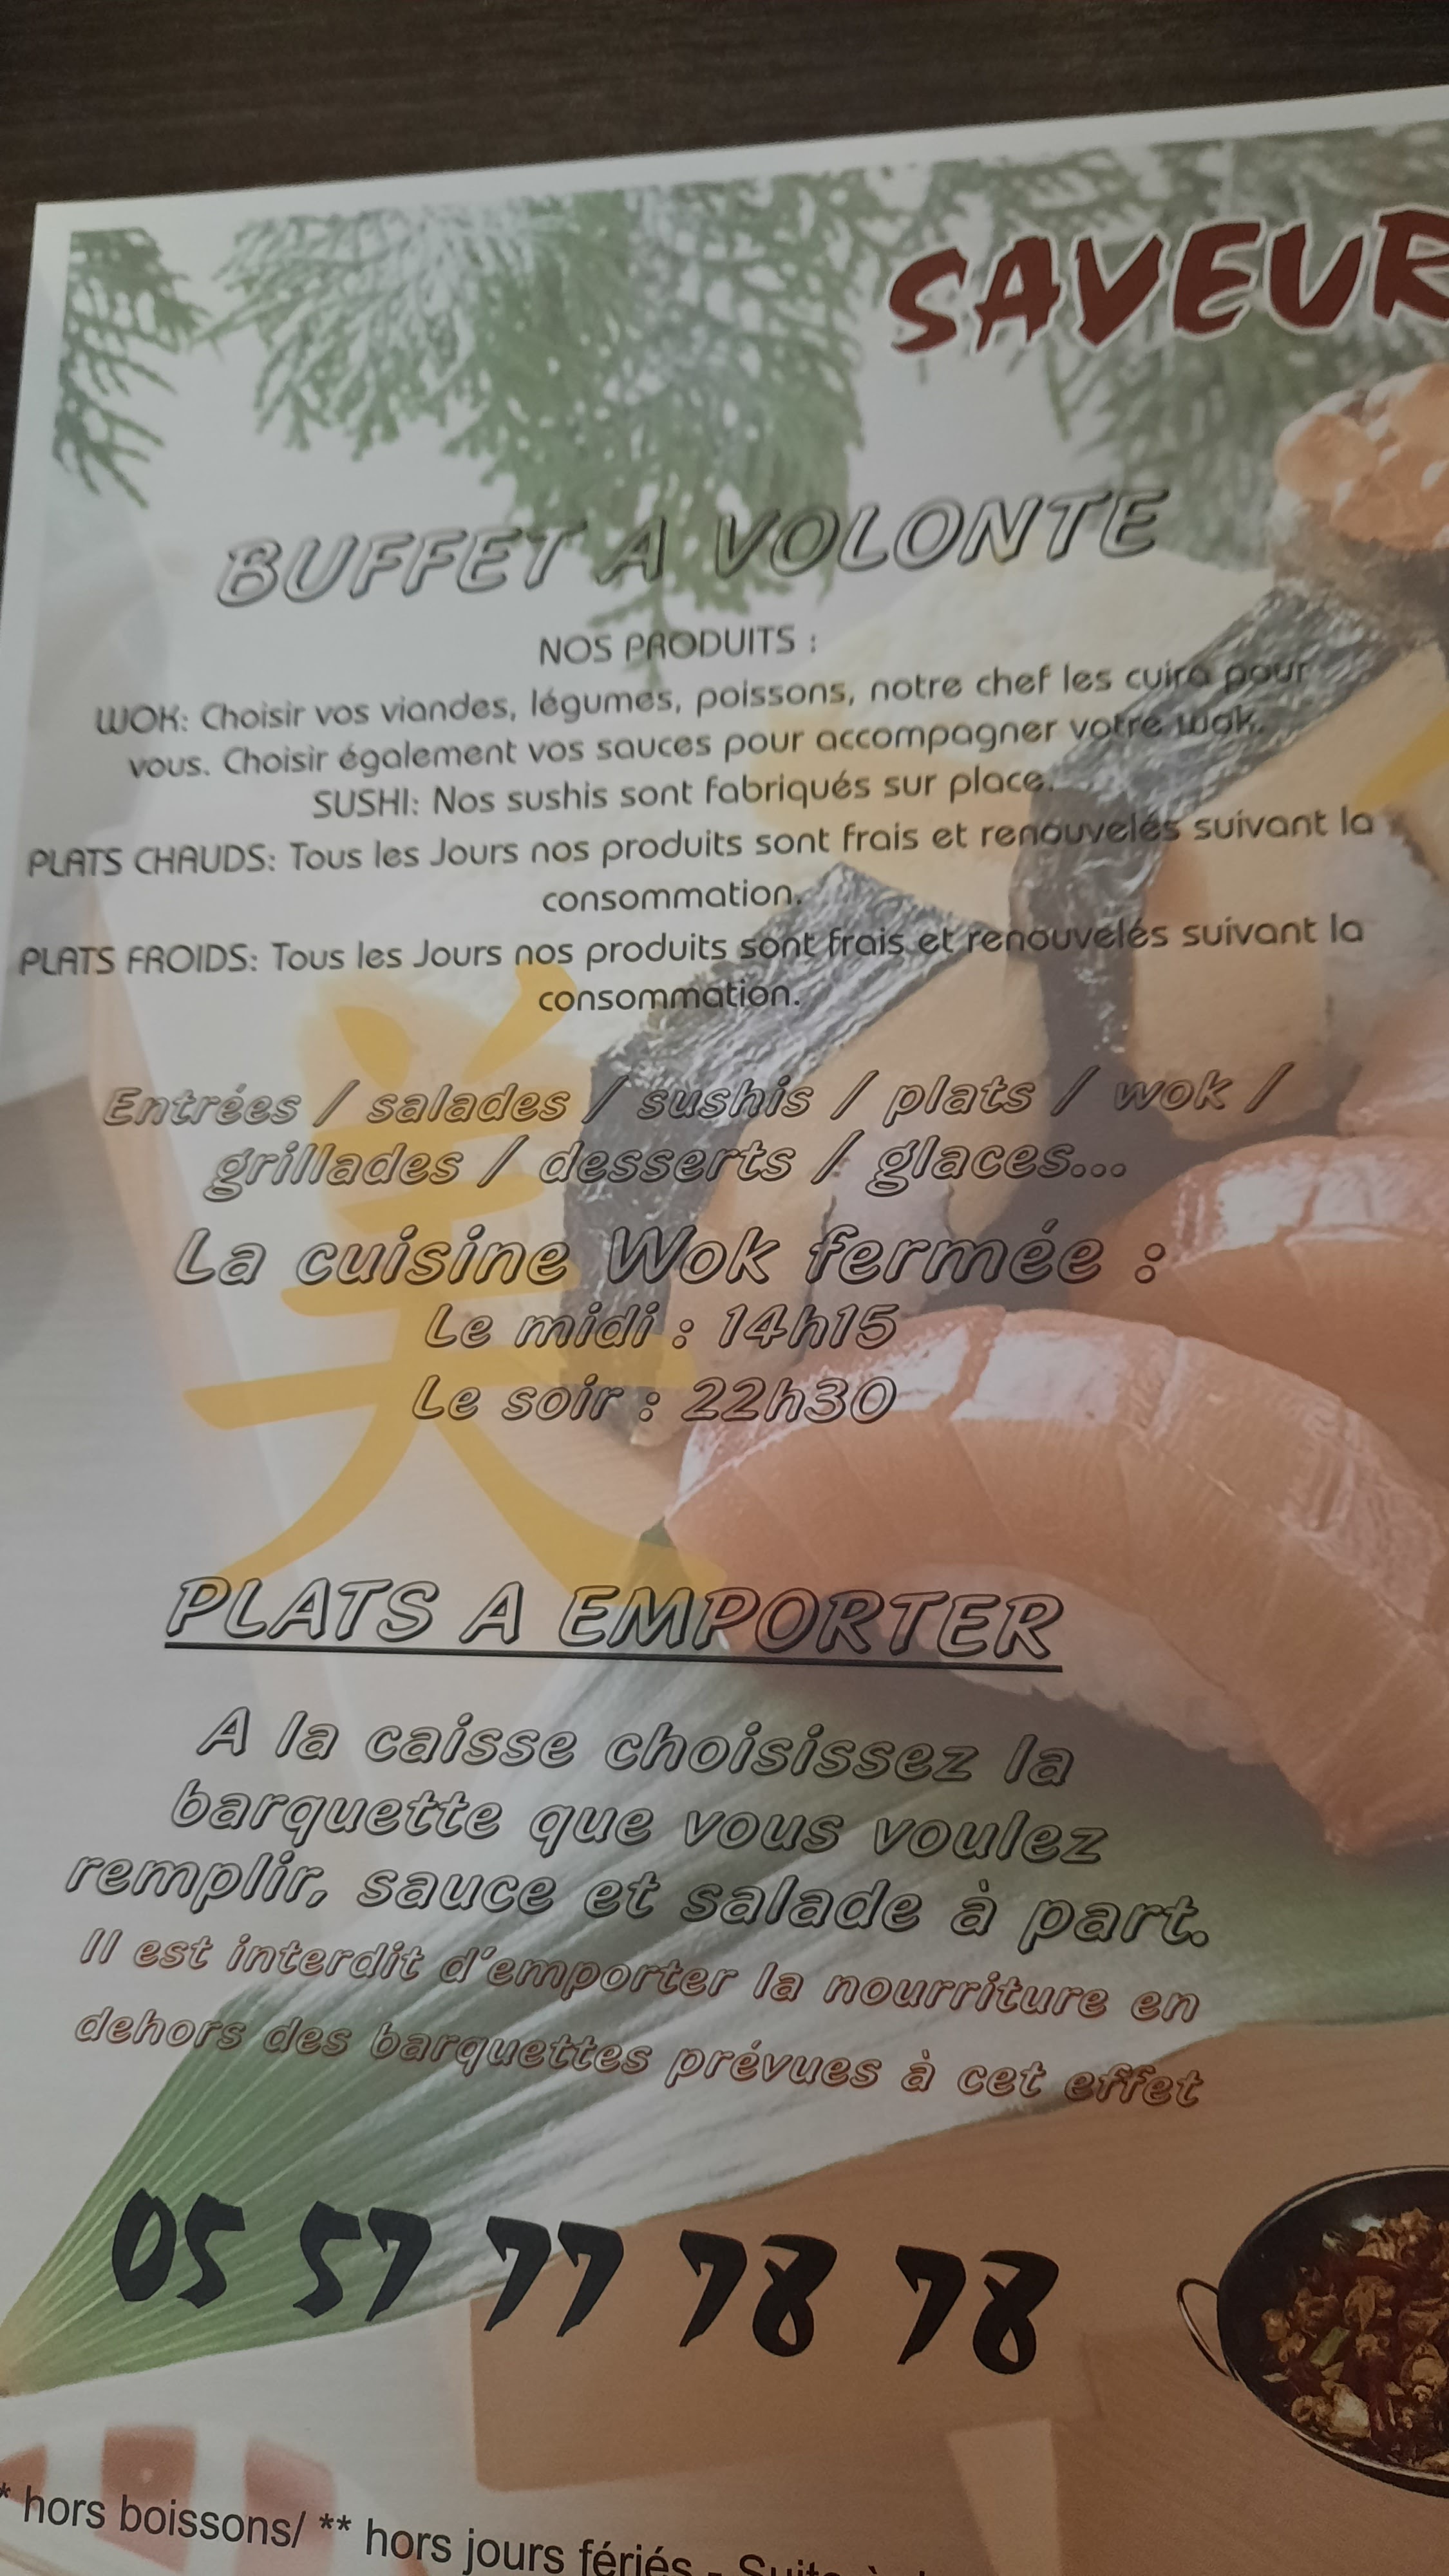 SAVEUR
BUFFET A VOLONTE
NOS PRODUITS :
WOK: Choisir vos viandes, légumes, poissons, notre chef les cuira pour
vous. Choisir également vos sauces pour accompagner votre wok.
SUSHI: Nos sushis sont fabriqués sur place.
PLATS CHAUDS: Tous les Jours nos produits sont frais et renouvelés suivant la
consommation.
PLATS FROIDS: Tous les Jours nos produits sont frais et renouvelés suivant la
consommation.
美
Entrées / salades / sushis / plats / wok /
grillades / desserts / glaces...
La cuisine Wok fermée :
Le midi : 14h15
Le soir : 22h30
PLATS A EMPORTER
A la caisse choisissez la
barquette que vous voulez
remplir, sauce et salade à part.
Il est interdit d'emporter la nourriture en
dehors des barquettes prévues à cet effet
05 57 77 78 78
* hors boissons/ ** hors jours fériés - Suite à